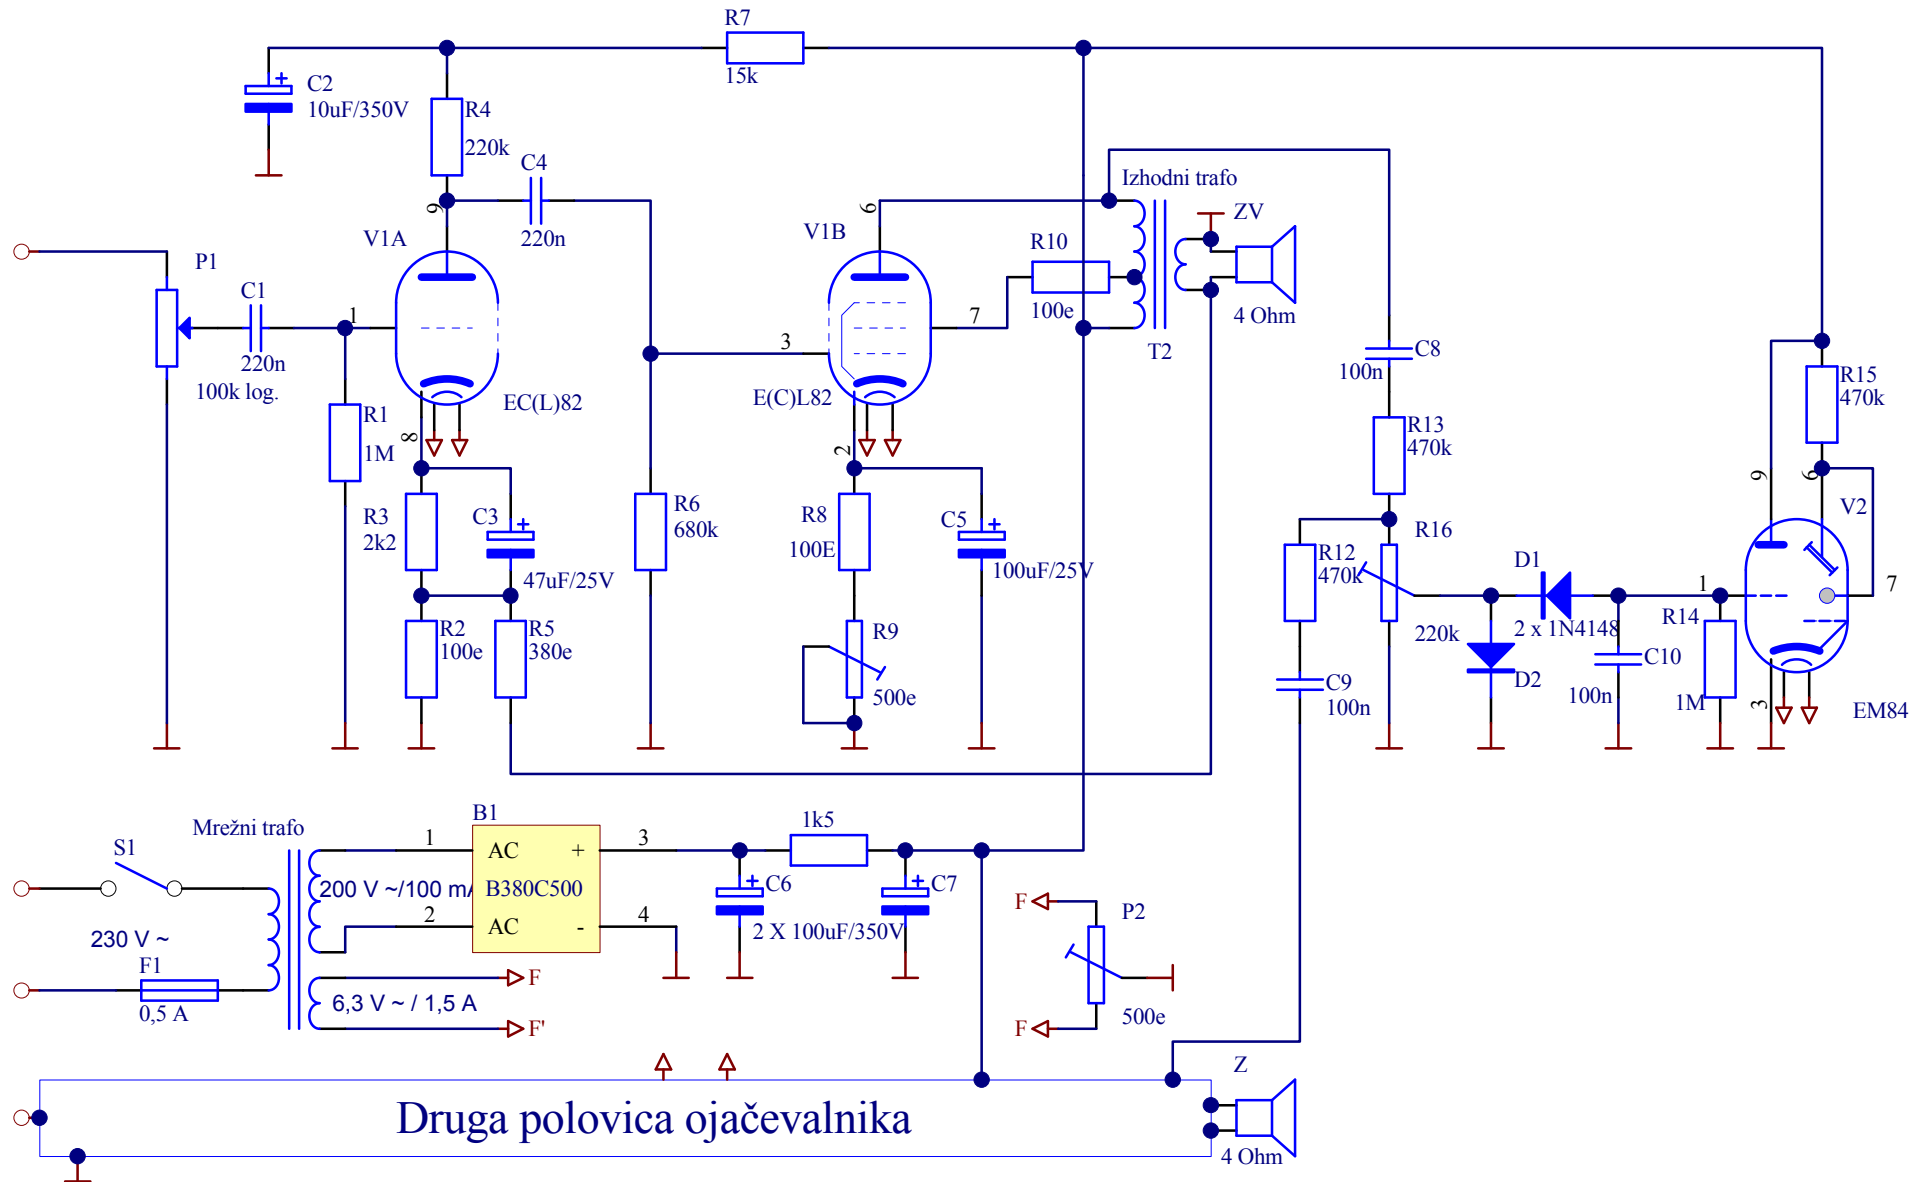 R7
15k
C2
10uF/350V
R4
220k
C4
220n
9
V1A
P1
C1
220n
100k log.
1
R1
1M
EC(L)82
8
R3
2k2
C3
47uF/25V
R2
100e
R5
380e
R6
680k
6
V1B
3
7
R10
100e
E(C)L82
2
R8
100E
C5
100uF/25V
R9
500e
Izhodni trafo
ZV
T2
4 Ohm
C8
100n
R13
470k
R12
470k
R16
220k
C9
100n
D1
2 x 1N4148
D2
C10
100n
1
R14
1M
R15
470k
9
6
V2
7
3
EM84
Mrežni trafo
S1
230 V ~
F1
0,5 A
200 V ~/100 mA
6,3 V ~ / 1,5 A
B1
1
2
AC +
B380C500
AC -
3
4
F
F'
1k5
C6
C7
2 X 100uF/350V
F
F
P2
500e
Druga polovica ojačevalnika
Z
4 Ohm